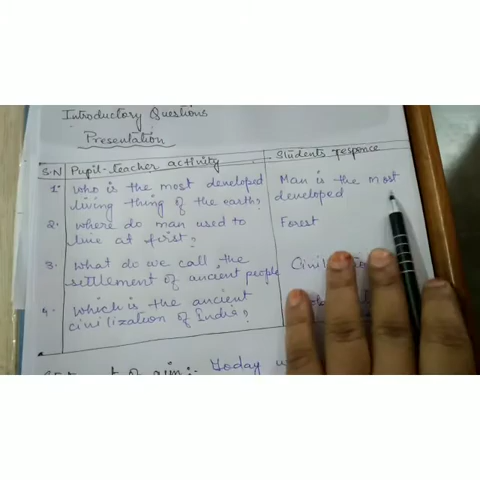 Introductory Questions
Presentation
S.N Pupil-teacher activity Students responce
1. Who is the most developed Man is the most
living thing of the earth? developed
2. where do man used to Forest
live at first?
3. What do we call the
settlement of ancient people
4. Which is the ancient
civilization of India?
of aim:- Today